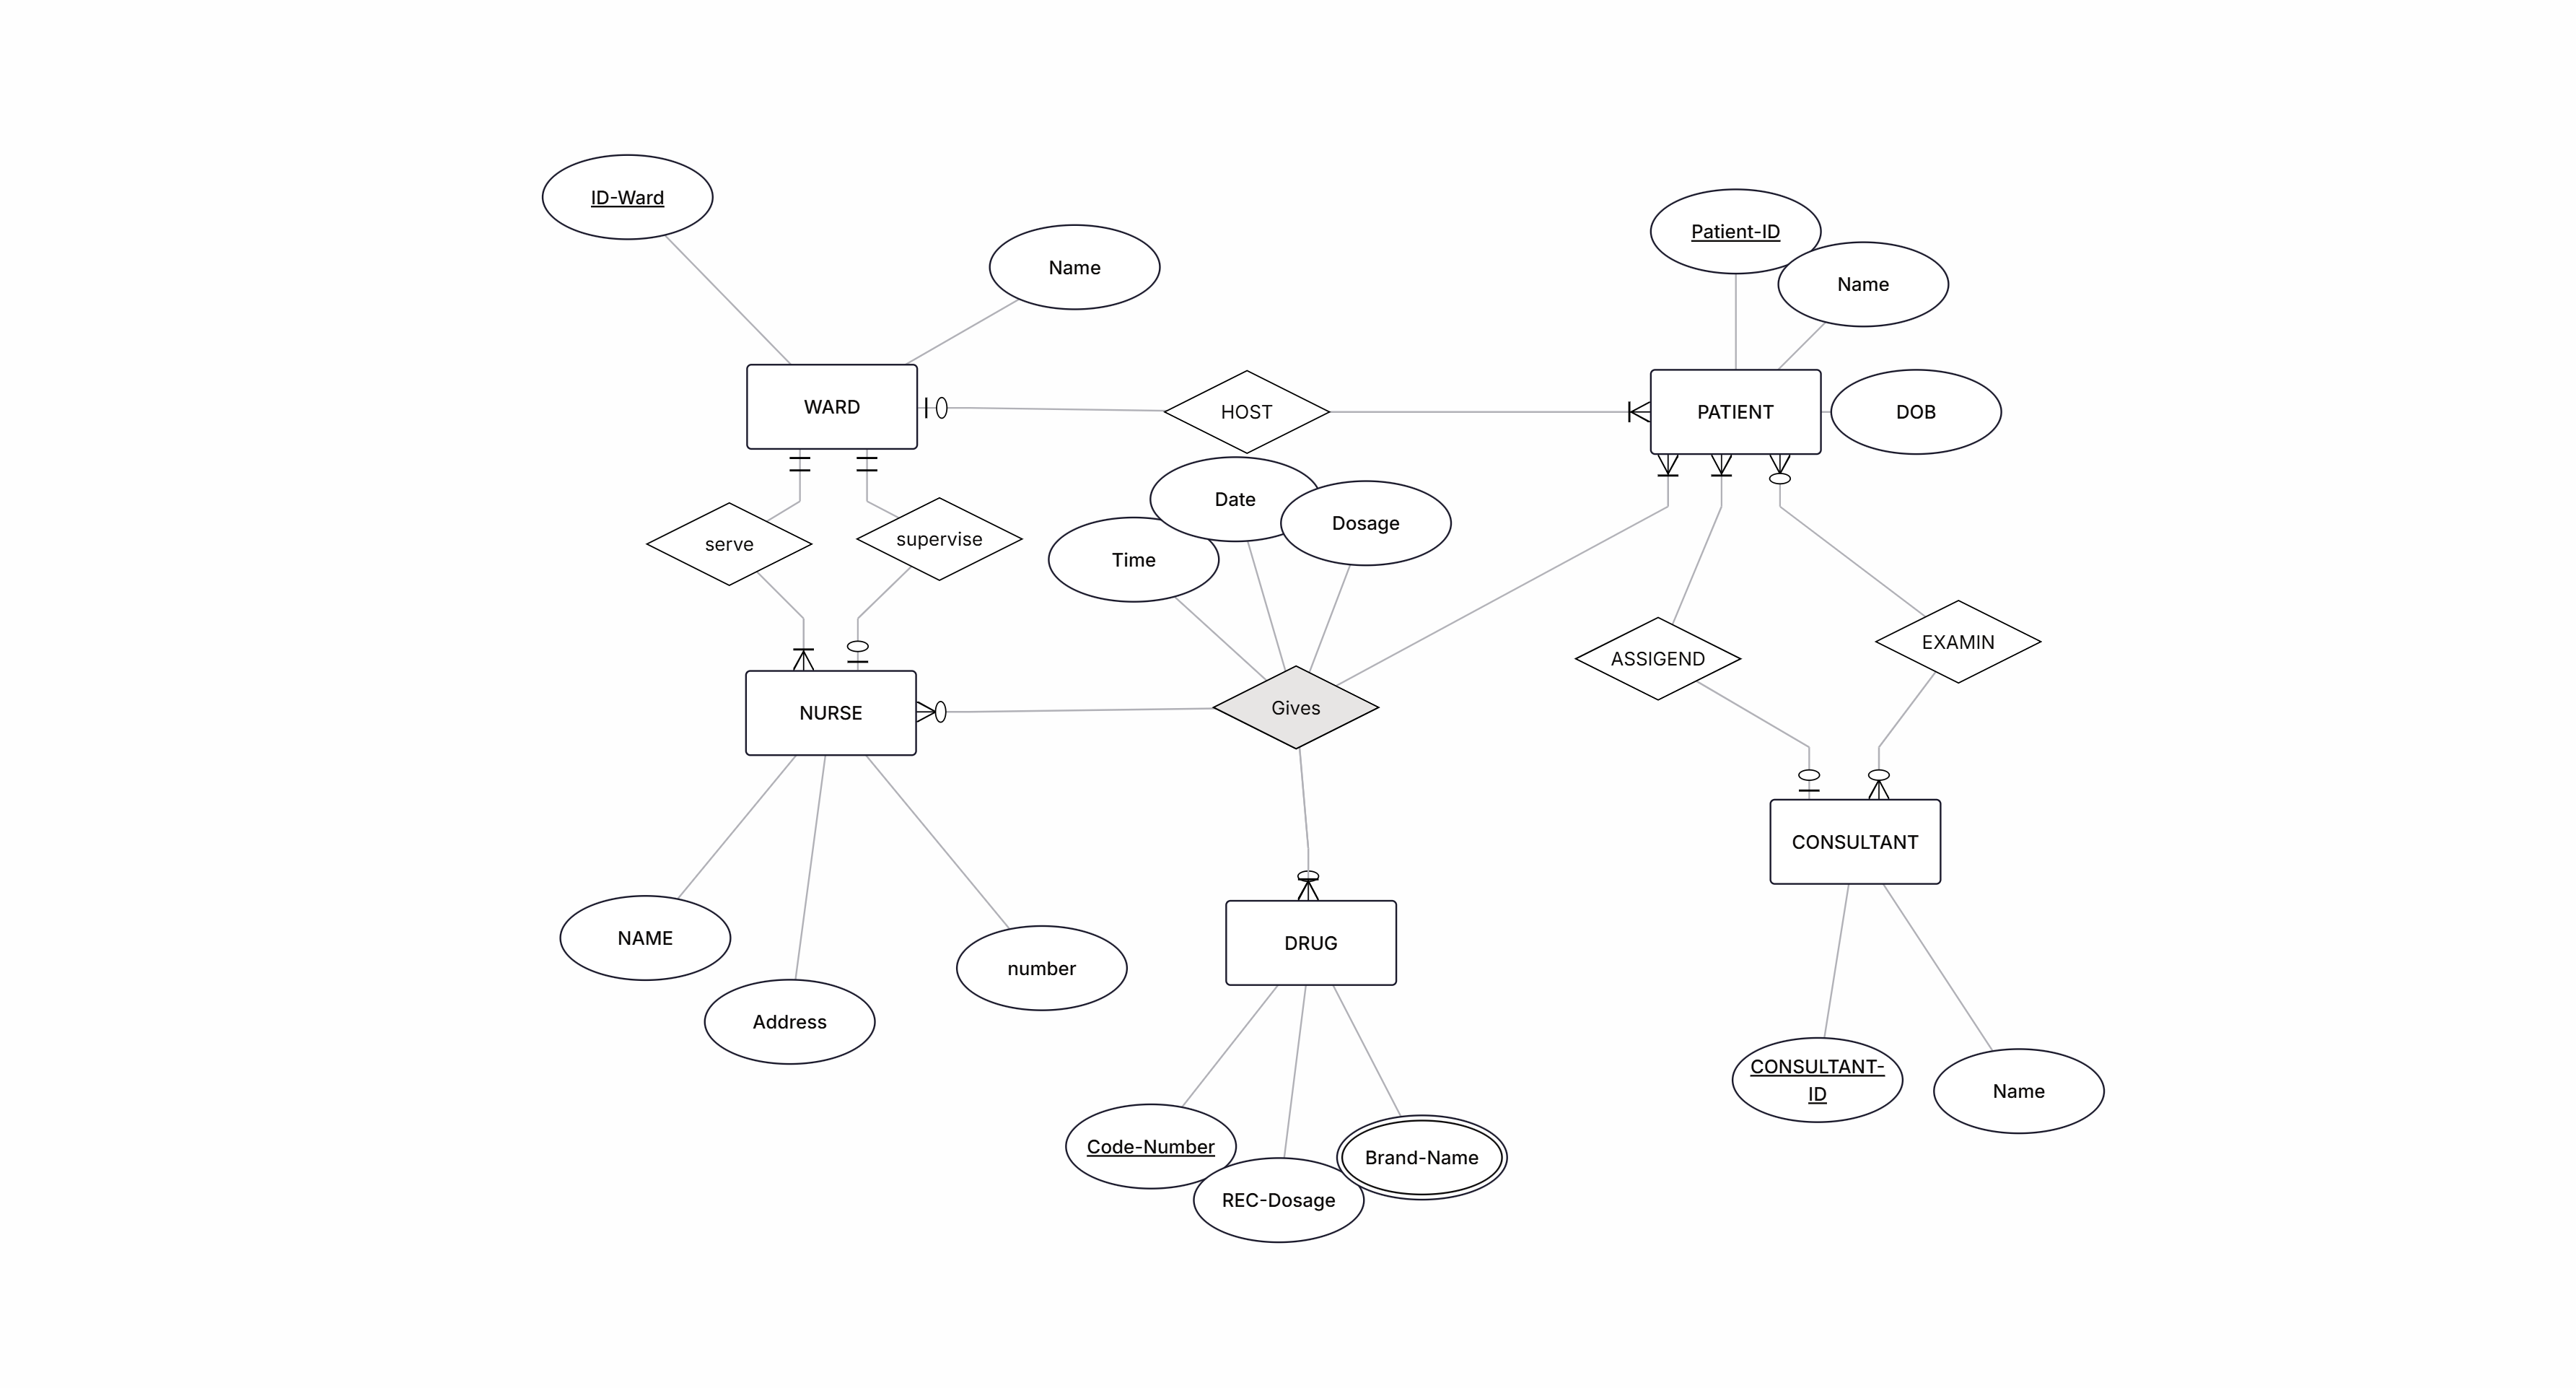 ID-Ward
Patient-ID
Name
Name
WARD
HOST
PATIENT
DOB
Date
Dosage
serve
supervise
Time
EXAMIN
ASSIGEND
NURSE
Gives
CONSULTANT
NAME
DRUG
number
Address
CONSULTANT-
ID
Name
Code-Number
Brand-Name
REC-Dosage